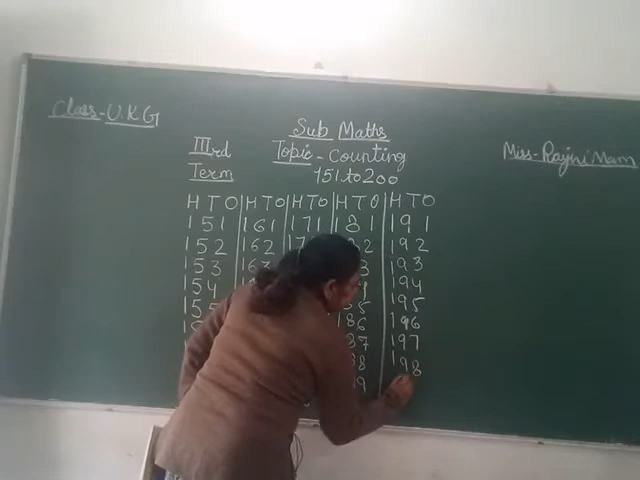 Class-U.K.G
Sub Maths
IIIrd Term
Topic - Counting
151 to 200
Miss-Rajni Mam
H T O H T O H T O H T O H T O
151 161 171 181 191
152 162 192
153 163 193
154 194
195
186 196
197
198